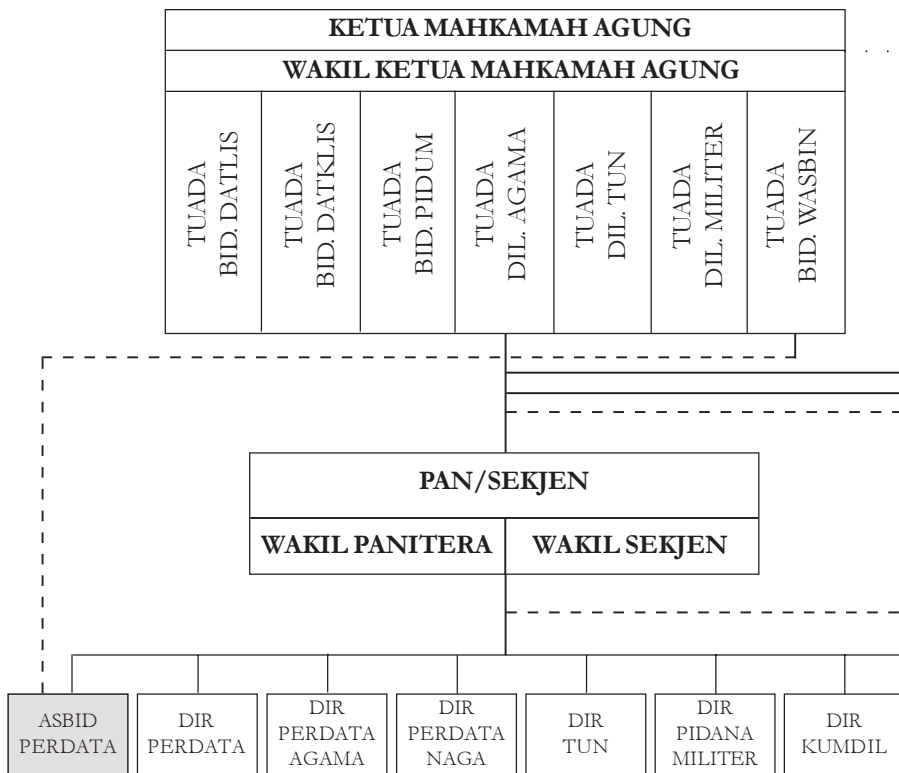 KETUA MAHKAMAH AGUNG
WAKIL KETUA MAHKAMAH AGUNG
TUADA
BID. DATLIS
TUADA
BID. DATKLIS
TUADA
BID. PIDUM
TUADA
DIL. AGAMA
TUADA
DIL. TUN
TUADA
DIL. MILITER
TUADA
BID. WASBIN
PAN/SEKJEN
WAKIL PANITERA
WAKIL SEKJEN
ASBID
PERDATA
DIR
PERDATA
DIR
PERDATA
AGAMA
DIR
PERDATA
NAGA
DIR
TUN
DIR
PIDANA
MILITER
DIR
KUMDIL